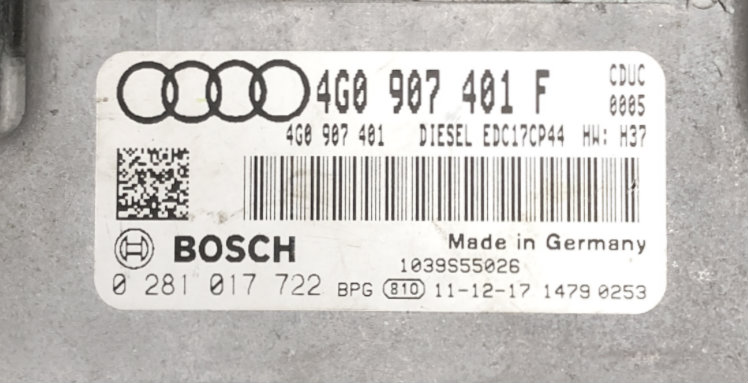 4G0 907 401 F CDUC
0005
4G0 907 401 DIESEL EDC17CP44 HW: H37
BOSCH Made in Germany
1039S55026
0 281 017 722 BPG 810 11-12-17 1479 0253